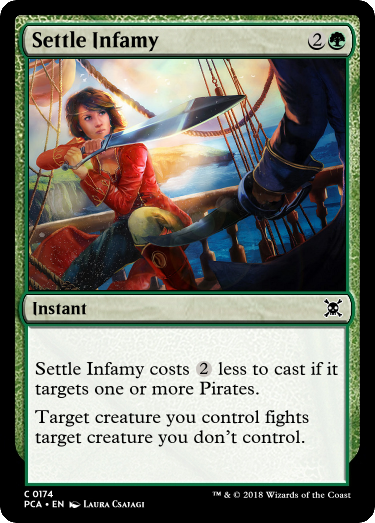 Settle Infamy 2
Instant
Settle Infamy costs 2 less to cast if it
targets one or more Pirates.
Target creature you control fights
target creature you don't control.
C 0174
PCA • EN Laura Csajagi
™ & © 2018 Wizards of the Coast